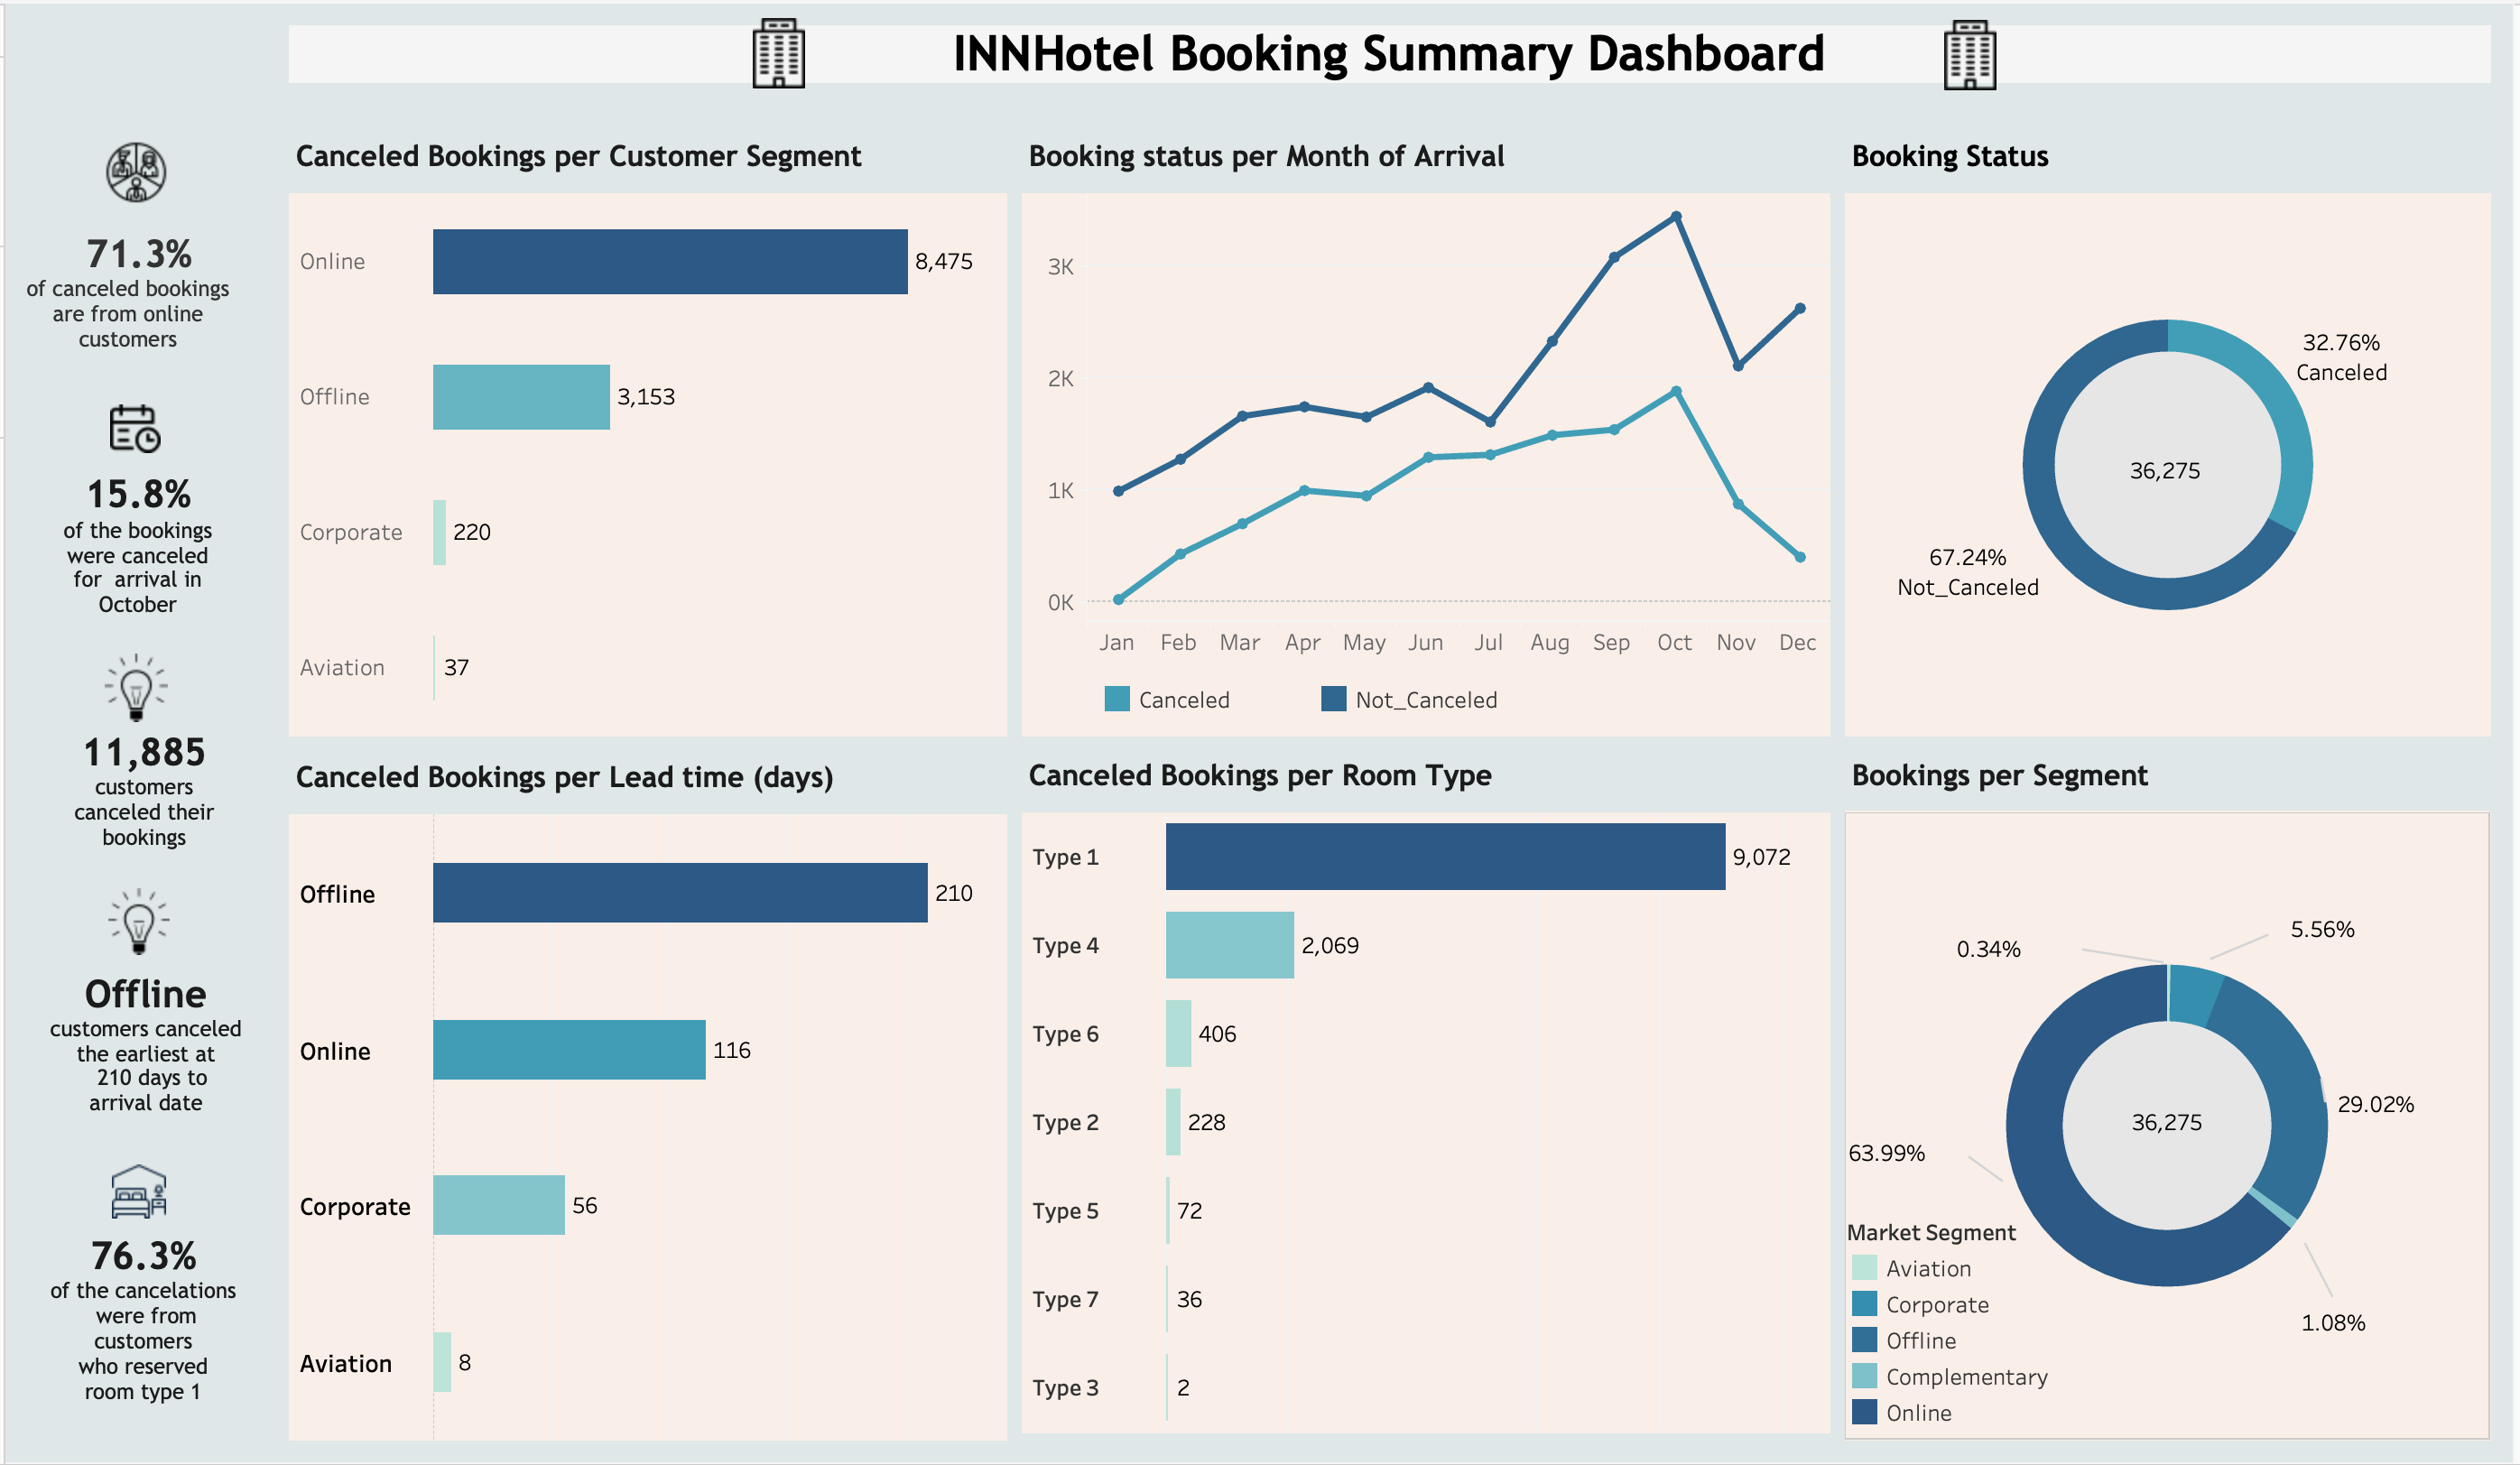 INNHotel Booking Summary Dashboard
71.3%
of canceled bookings
are from online
customers
15.8%
of the bookings
were canceled
for arrival in
October
11,885
customers
canceled their
bookings
Offline
customers canceled
the earliest at
210 days to
arrival date
76.3%
of the cancelations
were from
customers
who reserved
room type 1
Canceled Bookings per Customer Segment
Online 8,475
Offline 3,153
Corporate 220
Aviation 37
Booking status per Month of Arrival
3K
2K
1K
0K
Jan Feb Mar Apr May Jun Jul Aug Sep Oct Nov Dec
Canceled Not_Canceled
Booking Status
32.76%
Canceled
36,275
67.24%
Not_Canceled
Canceled Bookings per Lead time (days)
Offline 210
Online 116
Corporate 56
Aviation 8
Canceled Bookings per Room Type
Type 1 9,072
Type 4 2,069
Type 6 406
Type 2 228
Type 5 72
Type 7 36
Type 3 2
Bookings per Segment
5.56%
0.34%
29.02%
36,275
63.99%
1.08%
Market Segment
Aviation
Corporate
Offline
Complementary
Online